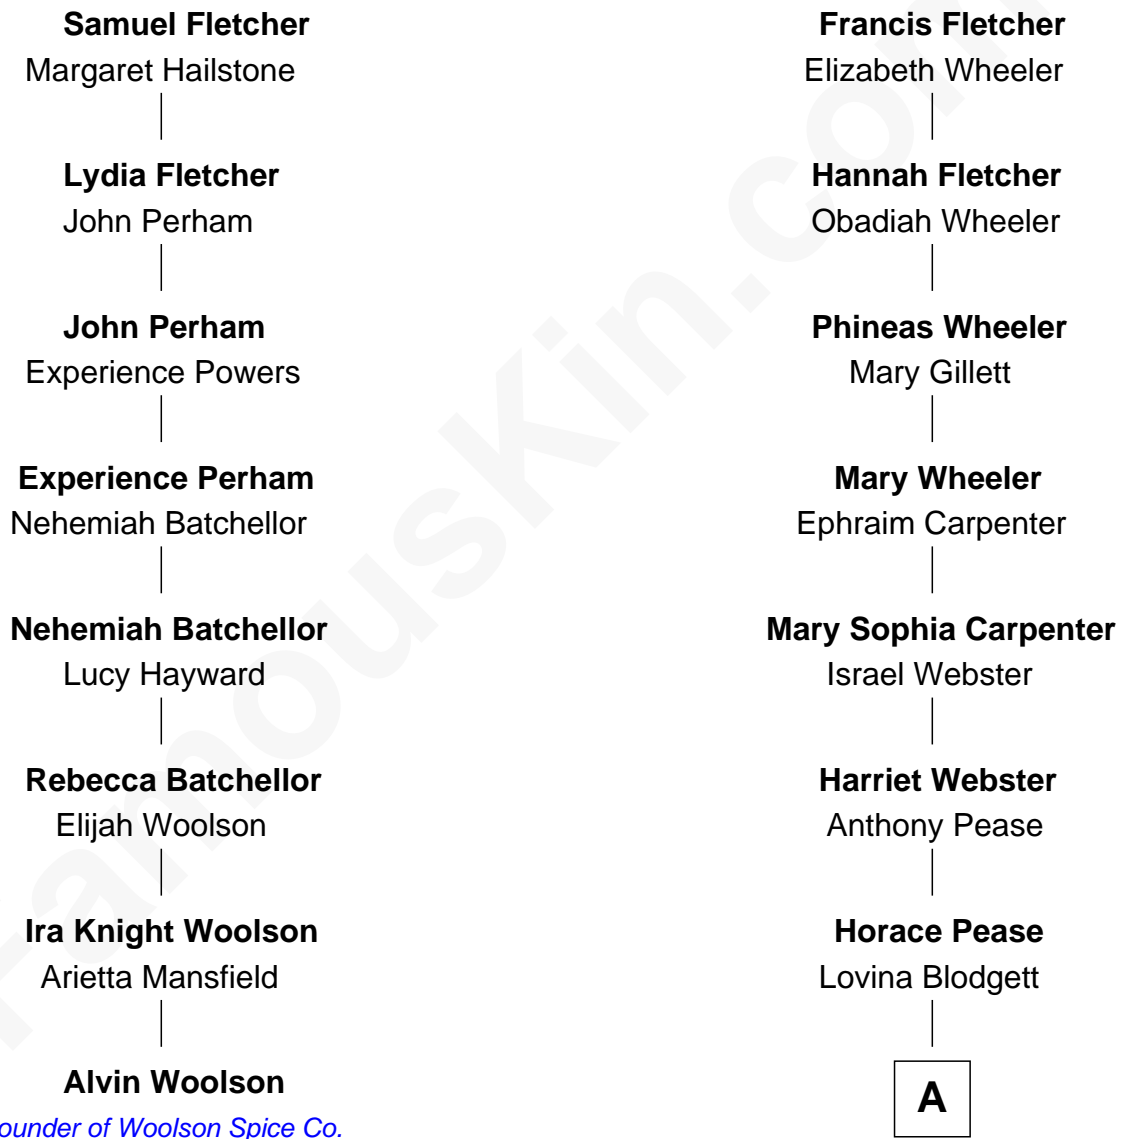 Samuel Fletcher
Margaret Hailstone
Lydia Fletcher
John Perham
John Perham
Experience Powers
Experience Perham
Nehemiah Batchellor
Nehemiah Batchellor
Lucy Hayward
Rebecca Batchellor
Elijah Woolson
Ira Knight Woolson
Arietta Mansfield
Alvin Woolson
ounder of Woolson Spice Co.
Francis Fletcher
Elizabeth Wheeler
Hannah Fletcher
Obadiah Wheeler
Phineas Wheeler
Mary Gillett
Mary Wheeler
Ephraim Carpenter
Mary Sophia Carpenter
Israel Webster
Harriet Webster
Anthony Pease
Horace Pease
Lovina Blodgett
A
FamousKin.com